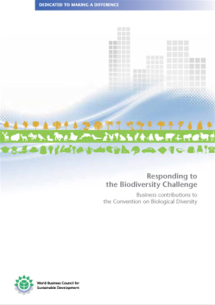 DEDICATED TO MAKING A DIFFERENCE
Responding to
the Biodiversity Challenge
Business contributions to
the Convention on Biological Diversity
World Business Council for
Sustainable Development